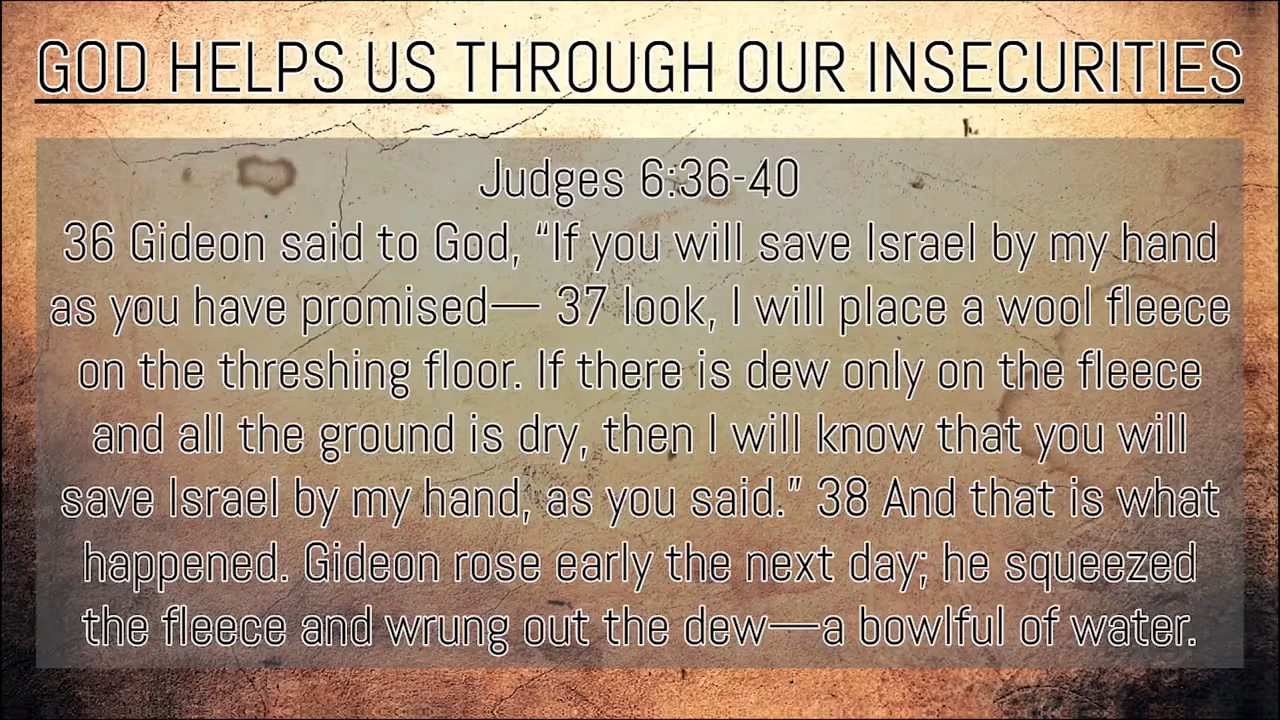 GOD HELPS US THROUGH OUR INSECURITIES
Judges 6:36-40
36 Gideon said to God, “If you will save Israel by my hand
as you have promised— 37 look, I will place a wool fleece
on the threshing floor. If there is dew only on the fleece
and all the ground is dry, then I will know that you will
save Israel by my hand, as you said.” 38 And that is what
happened. Gideon rose early the next day; he squeezed
the fleece and wrung out the dew—a bowlful of water.